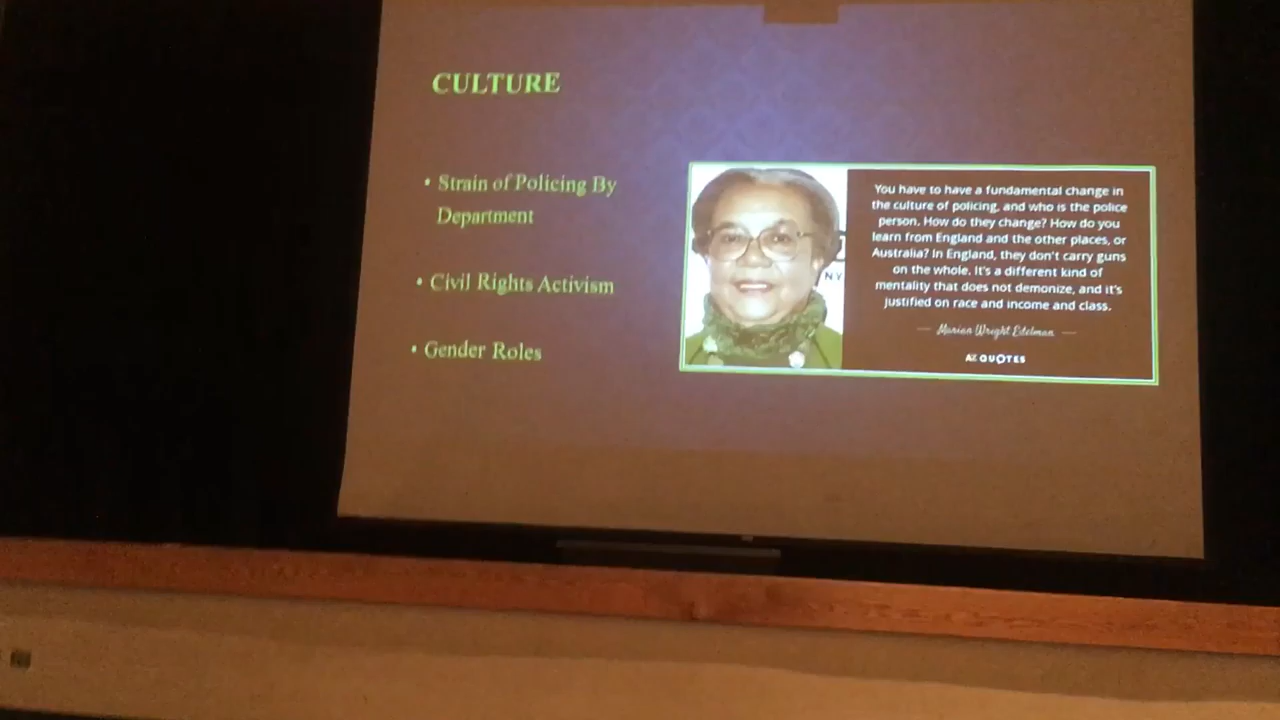 CULTURE
• Strain of Policing By
Department
• Civil Rights Activism
• Gender Roles
NY
You have to have a fundamental change in
the culture of policing, and who is the police
person. How do they change? How do you
learn from England and the other places, or
Australia? In England, they don't carry guns
on the whole. It's a different kind of
mentality that does not demonize, and it's
justified on race and income and class.
— Marian Wright Edelman —
AZ QUOTES